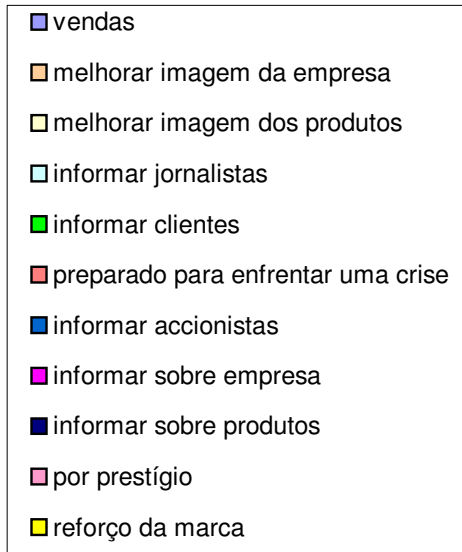 vendas
melhorar imagem da empresa
melhorar imagem dos produtos
informar jornalistas
informar clientes
preparado para enfrentar uma crise
informar accionistas
informar sobre empresa
informar sobre produtos
por prestígio
reforço da marca